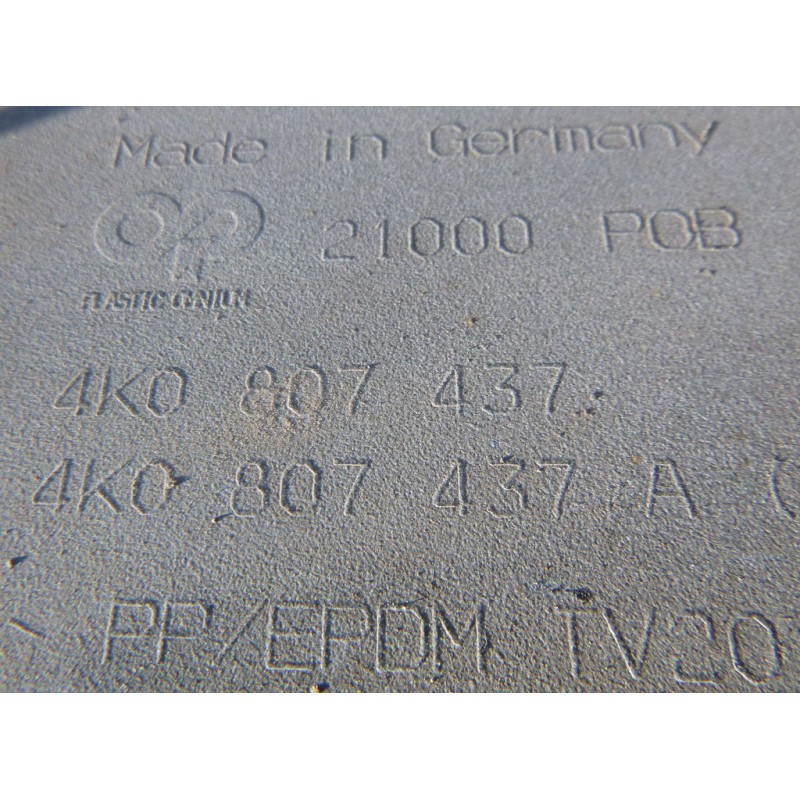 Made in Germany
21000 POB
PLASTIC OMNIUM
4K0 807 437
4K0 807 437 A (
> PP/EPDM TV20